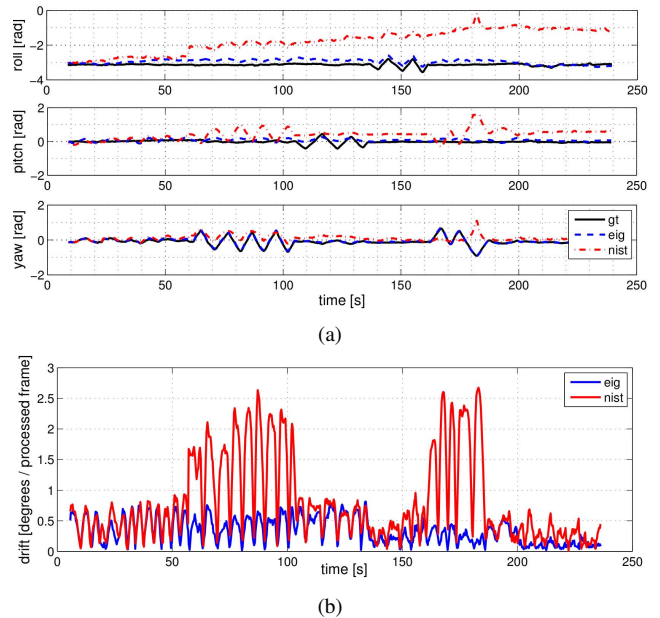 0
−2
−4
roll [rad]
0 50 100 150 200 250
2
0
−2
pitch [rad]
0 50 100 150 200 250
2
0
−2
yaw [rad]
gt
eig
nist
0 50 100 150 200 250
time [s]
(a)
3
2.5
2
1.5
1
0.5
0
drift [degrees / processed frame]
eig
nist
0 50 100 150 200 250
time [s]
(b)